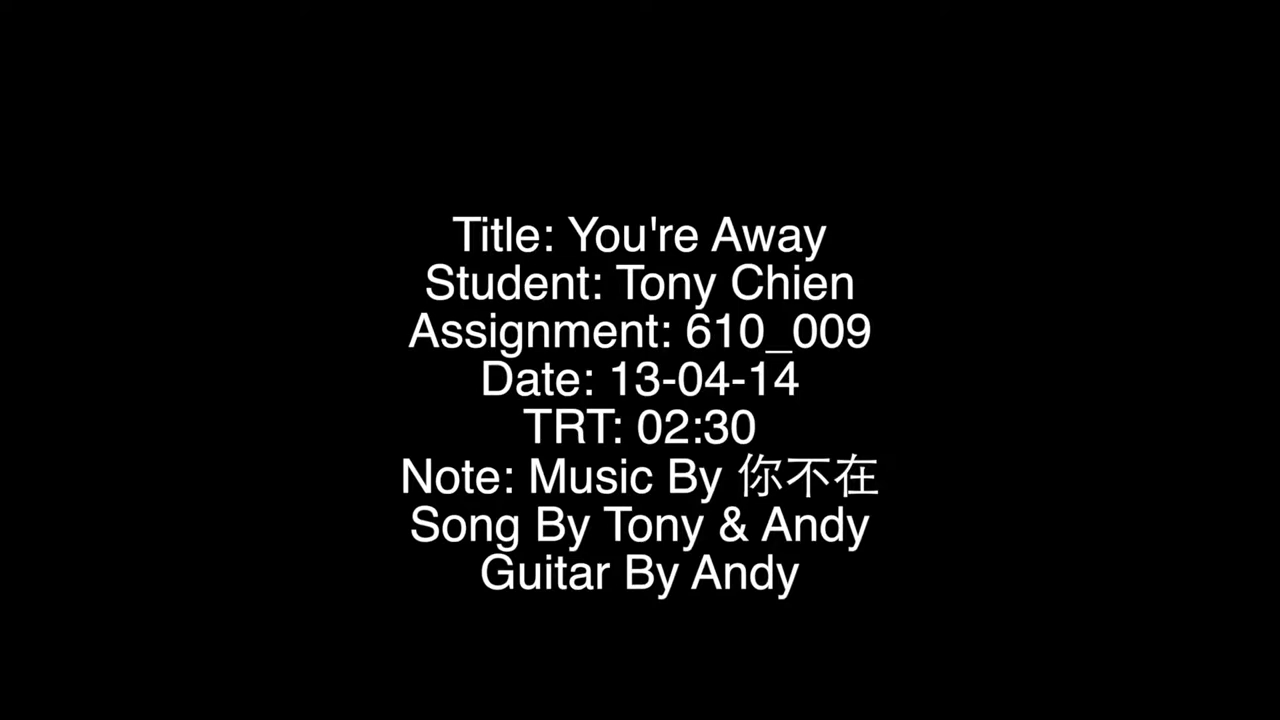 Title: You're Away
Student: Tony Chien
Assignment: 610_009
Date: 13-04-14
TRT: 02:30
Note: Music By 你不在
Song By Tony & Andy
Guitar By Andy